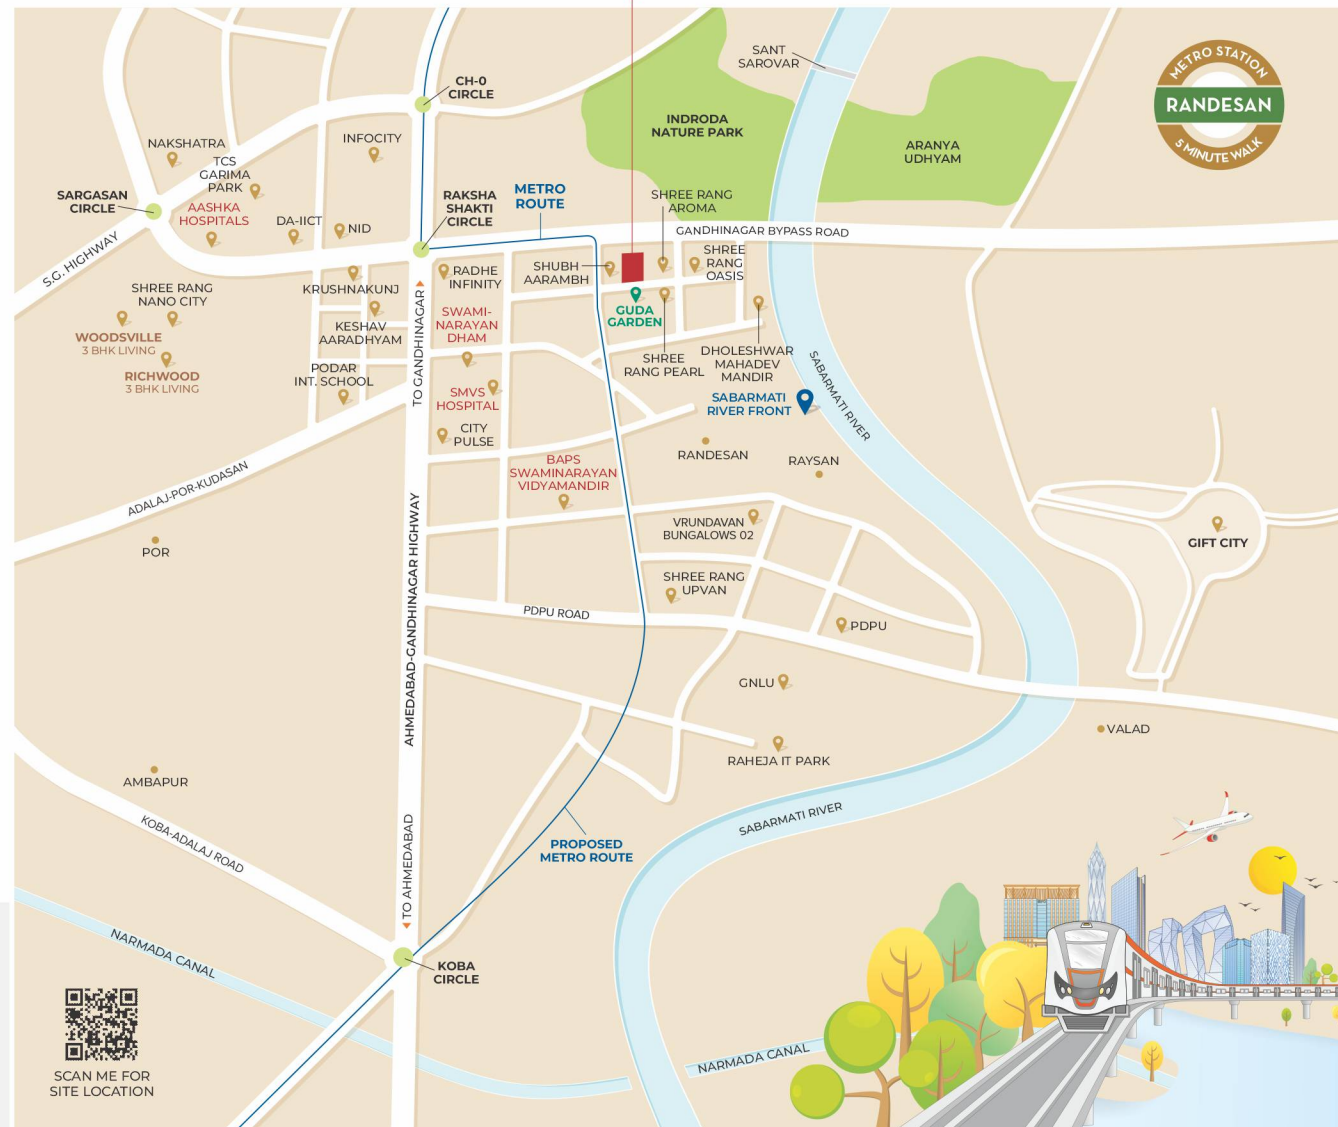 SANT
SAROVAR
METRO STATION
RANDESAN
5 MINUTE WALK
CH-0
CIRCLE
INDRODA
NATURE PARK
ARANYA
UDHYAM
NAKSHATRA
INFOCITY
TCS
GARIMA
PARK
SARGASAN
CIRCLE
AASHKA
HOSPITALS
DA-IICT
NID
RAKSHA
SHAKTI
CIRCLE
METRO
ROUTE
SHREE RANG
AROMA
GANDHINAGAR BYPASS ROAD
S.G. HIGHWAY
SHREE RANG
NANO CITY
KRUSHNAKUNJ
RADHE
INFINITY
SHUBH
AARAMBH
SHREE
RANG
OASIS
GUDA
GARDEN
WOODSVILLE
3 BHK LIVING
RICHWOOD
3 BHK LIVING
KESHAV
AARADHYAM
PODAR
INT. SCHOOL
TO GANDHINAGAR
SWAMI-
NARAYAN
DHAM
SMVS
HOSPITAL
CITY
PULSE
SHREE
RANG PEARL
DHOLESHWAR
MAHADEV
MANDIR
SABARMATI
RIVER FRONT
SABARMATI RIVER
RANDESAN
RAYSAN
BAPS
SWAMINARAYAN
VIDYAMANDIR
ADALAJ-POR-KUDASAN
POR
AHMEDABAD-GANDHINAGAR HIGHWAY
VRUNDAVAN
BUNGALOWS 02
GIFT CITY
SHREE RANG
UPVAN
PDPU ROAD
PDPU
GNLU
RAHEJA IT PARK
VALAD
AMBAPUR
KOBA-ADALAJ ROAD
TO AHMEDABAD
PROPOSED
METRO ROUTE
SABARMATI RIVER
NARMADA CANAL
KOBA
CIRCLE
NARMADA CANAL
SCAN ME FOR
SITE LOCATION